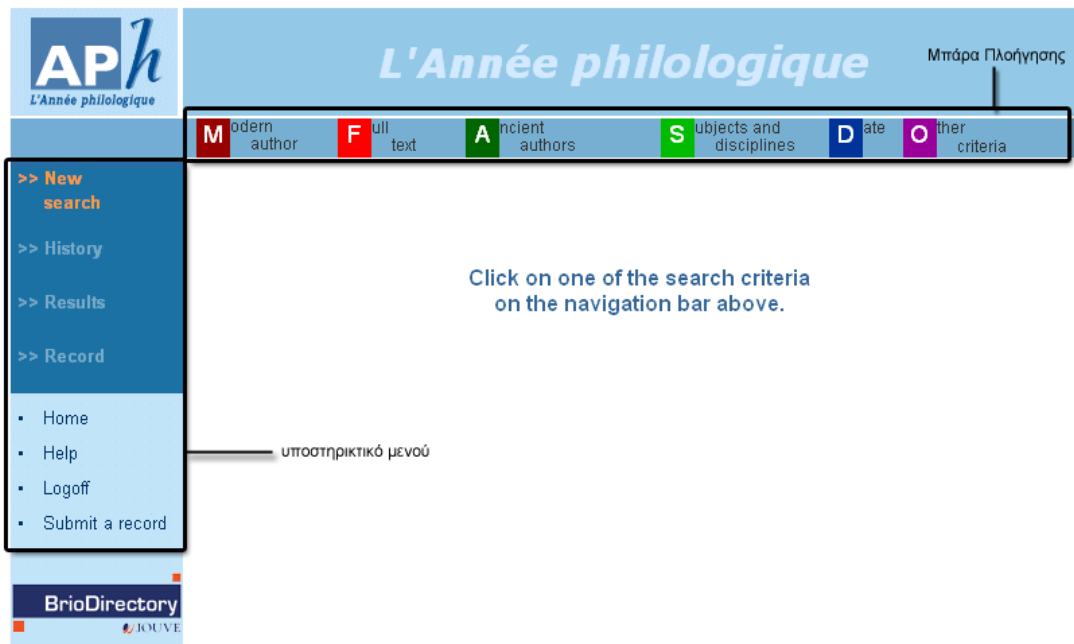 APh
L'Année philologique
L'Année philologique
Μπάρα Πλοήγησης
Modern author
Full text
Ancient authors
Subjects and disciplines
Date
Other criteria
>> New
search
>> History
>> Results
>> Record
Click on one of the search criteria
on the navigation bar above.
▪ Home
▪ Help
▪ Logoff
▪ Submit a record
υποστηρικτικό μενού
BrioDirectory
JOUVE